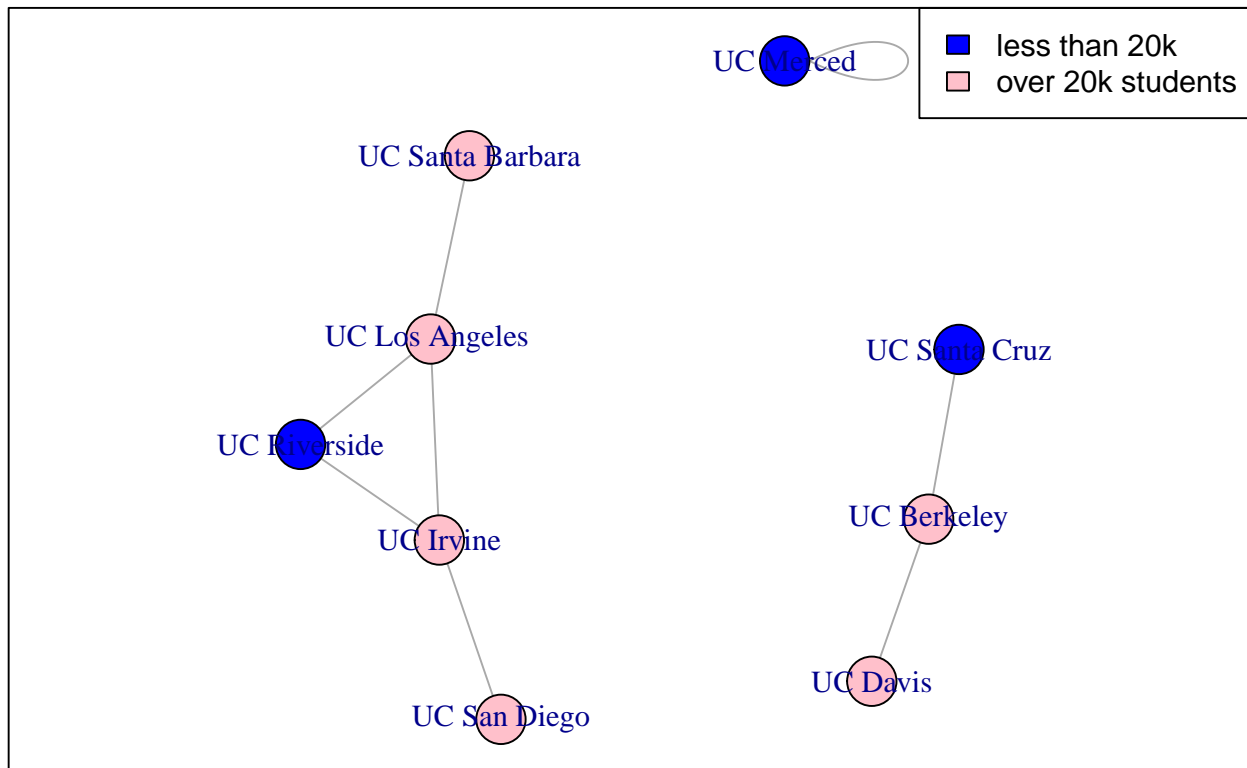 less than 20k
over 20k students
UC Merced
UC Santa Barbara
UC Los Angeles
UC Santa Cruz
UC Riverside
UC Berkeley
UC Irvine
UC Davis
UC San Diego